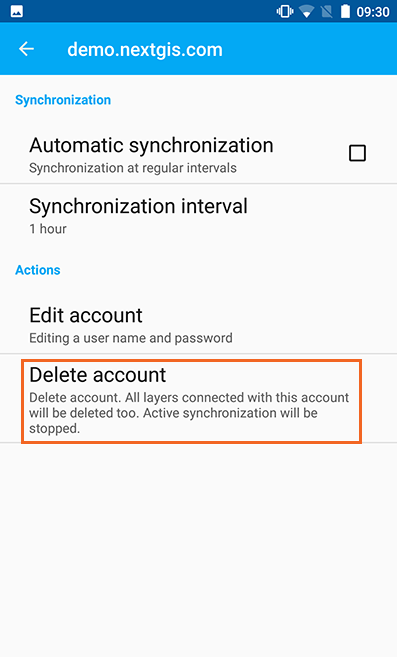 09:30
demo.nextgis.com
Synchronization
Automatic synchronization
Synchronization at regular intervals
Synchronization interval
1 hour
Actions
Edit account
Editing a user name and password
Delete account
Delete account. All layers connected with this account
will be deleted too. Active synchronization will be
stopped.